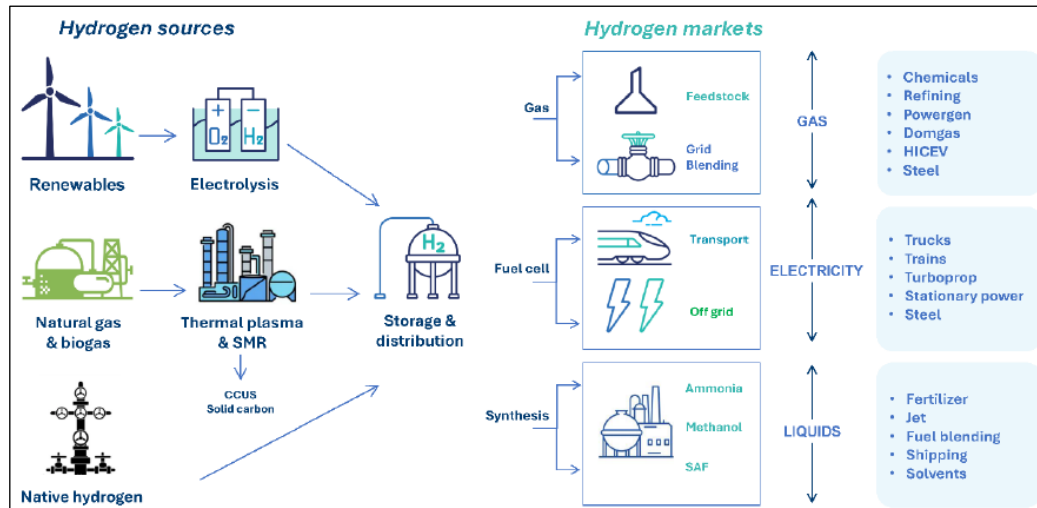 Hydrogen sources
Hydrogen markets
+
-
O₂
H₂
Renewables
Electrolysis
Natural gas
& biogas
Thermal plasma
& SMR
CCUS
Solid carbon
Native hydrogen
H₂
Storage &
distribution
Gas
Feedstock
Grid
Blending
GAS
• Chemicals
• Refining
• Powergen
• Domgas
• HICEV
• Steel
Fuel cell
Transport
Off grid
ELECTRICITY
• Trucks
• Trains
• Turboprop
• Stationary power
• Steel
Synthesis
Ammonia
Methanol
SAF
LIQUIDS
• Fertilizer
• Jet
• Fuel blending
• Shipping
• Solvents